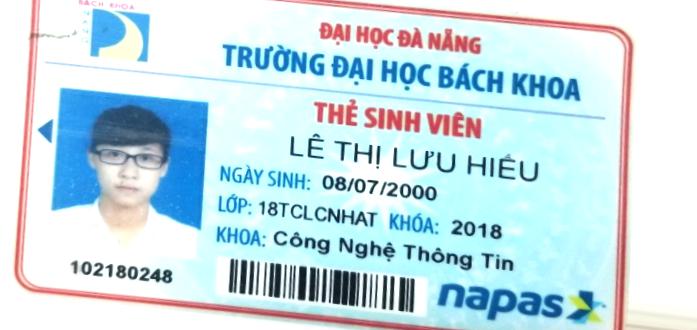 BÁCH KHOA
ĐẠI HỌC ĐÀ NẴNG
TRƯỜNG ĐẠI HỌC BÁCH KHOA
THẺ SINH VIÊN
LÊ THỊ LƯU HIẾU
NGÀY SINH: 08/07/2000
LỚP: 18TCLCNHAT KHÓA: 2018
KHOA: Công Nghệ Thông Tin
102180248
napas